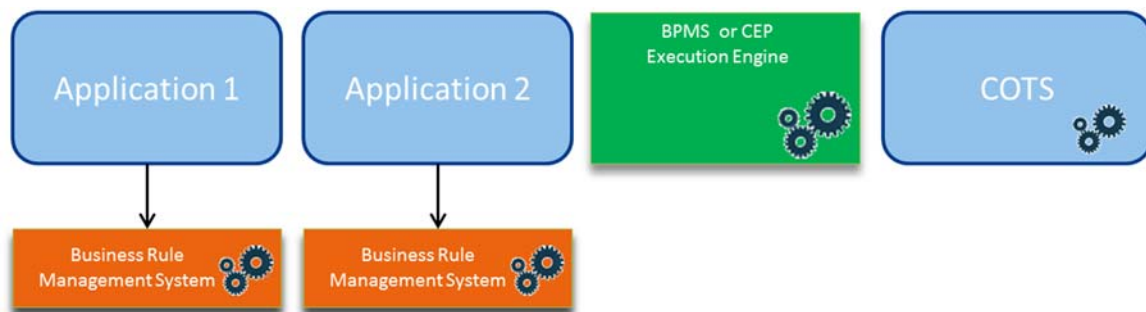 Application 1
Application 2
BPMS or CEP
Execution Engine
COTS
Business Rule
Management System
Business Rule
Management System